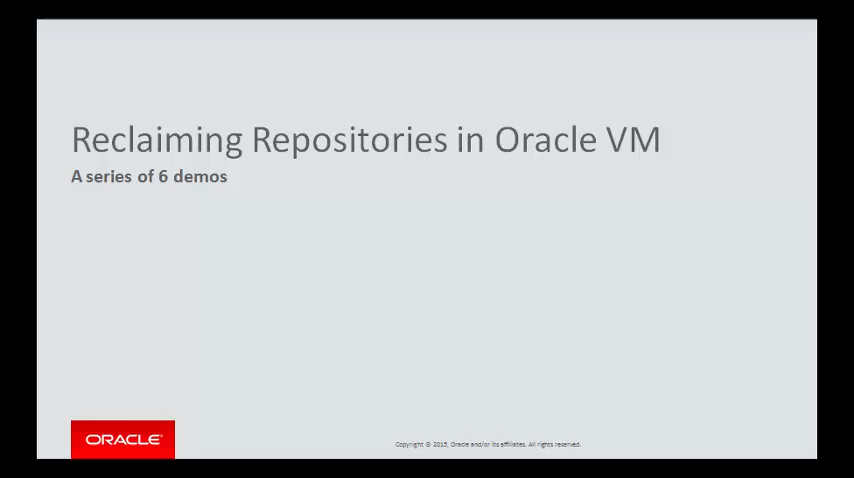 Reclaiming Repositories in Oracle VM
A series of 6 demos
ORACLE
Copyright © 2015, Oracle and/or its affiliates. All rights reserved.